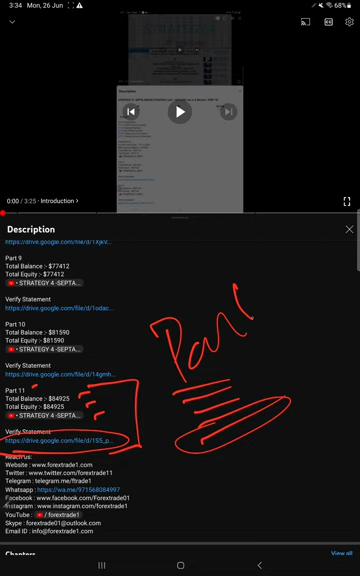 3:34 Mon, 26 Jun
68%
STRATEGY 4
Description
0:00 / 3:25 · Introduction >
Description
https://drive.google.com/file/d/1XjkV...
Part 9
Total Balance :- $77412
Total Equity :- $77412
• STRATEGY 4 -SEPTA...
Verify Statement
https://drive.google.com/file/d/1odac...
Part 10
Total Balance :- $81590
Total Equity :- $81590
• STRATEGY 4 -SEPTA...
Verify Statement
https://drive.google.com/file/d/14gmh...
Part 11
Total Balance :- $84925
Total Equity :- $84925
• STRATEGY 4 -SEPTA...
Verify Statement
https://drive.google.com/file/d/1S5_p...
Reach us:
Website : www.forextrade1.com
Twitter : www.twitter.com/forextrade11
Telegram : telegram.me/ftrade1
Whatsapp : https://wa.me/971568084997
Facebook : www.facebook.com/Forextrade01
Instagram : www.instagram.com/forextrade1
YouTube : / forextrade1
Skype : forextrade01@outlook.com
Email ID : info@forextrade1.com
Chapters